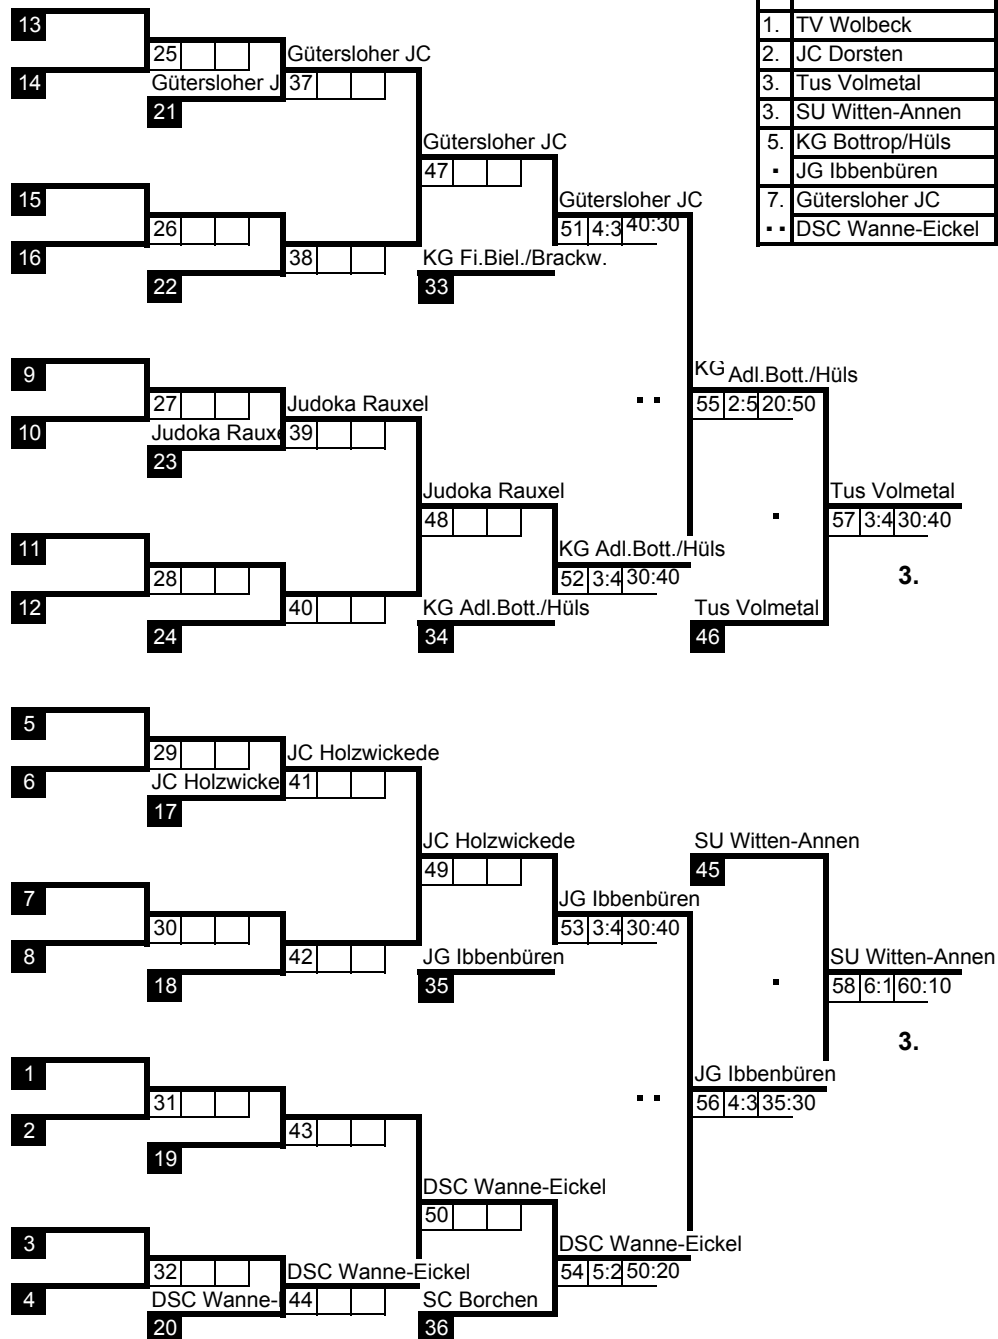 1. TV Wolbeck
2. JC Dorsten
3. Tus Volmetal
3. SU Witten-Annen
5. KG Bottrop/Hüls
. JG Ibbenbüren
7. Gütersloher JC
.. DSC Wanne-Eickel
13
25 Gütersloher JC
14 Gütersloher J 37
21
Gütersloher JC
47
15 Gütersloher JC
26 51 4:3 40:30
16 38 KG Fi.Biel./Brackw.
22 33
9 KG Adl.Bott./Hüls
27 Judoka Rauxel .. 55 2:5 20:50
10 Judoka Rauxe 39
23
Judoka Rauxel Tus Volmetal
48 . 57 3:4 30:40
11 KG Adl.Bott./Hüls
28 52 3:4 30:40 3.
12 40 KG Adl.Bott./Hüls Tus Volmetal
24 34 46
5
29 JC Holzwickede
6 JC Holzwicke 41
17
JC Holzwickede SU Witten-Annen
49 45
7 JG Ibbenbüren
30 53 3:4 30:40
8 42 JG Ibbenbüren SU Witten-Annen
18 35 . 58 6:1 60:10
3.
1 JG Ibbenbüren
31 .. 56 4:3 35:30
2 43
19
DSC Wanne-Eickel
50
3 DSC Wanne-Eickel
32 DSC Wanne-Eickel 54 5:2 50:20
4 DSC Wanne- 44 SC Borchen
20 36